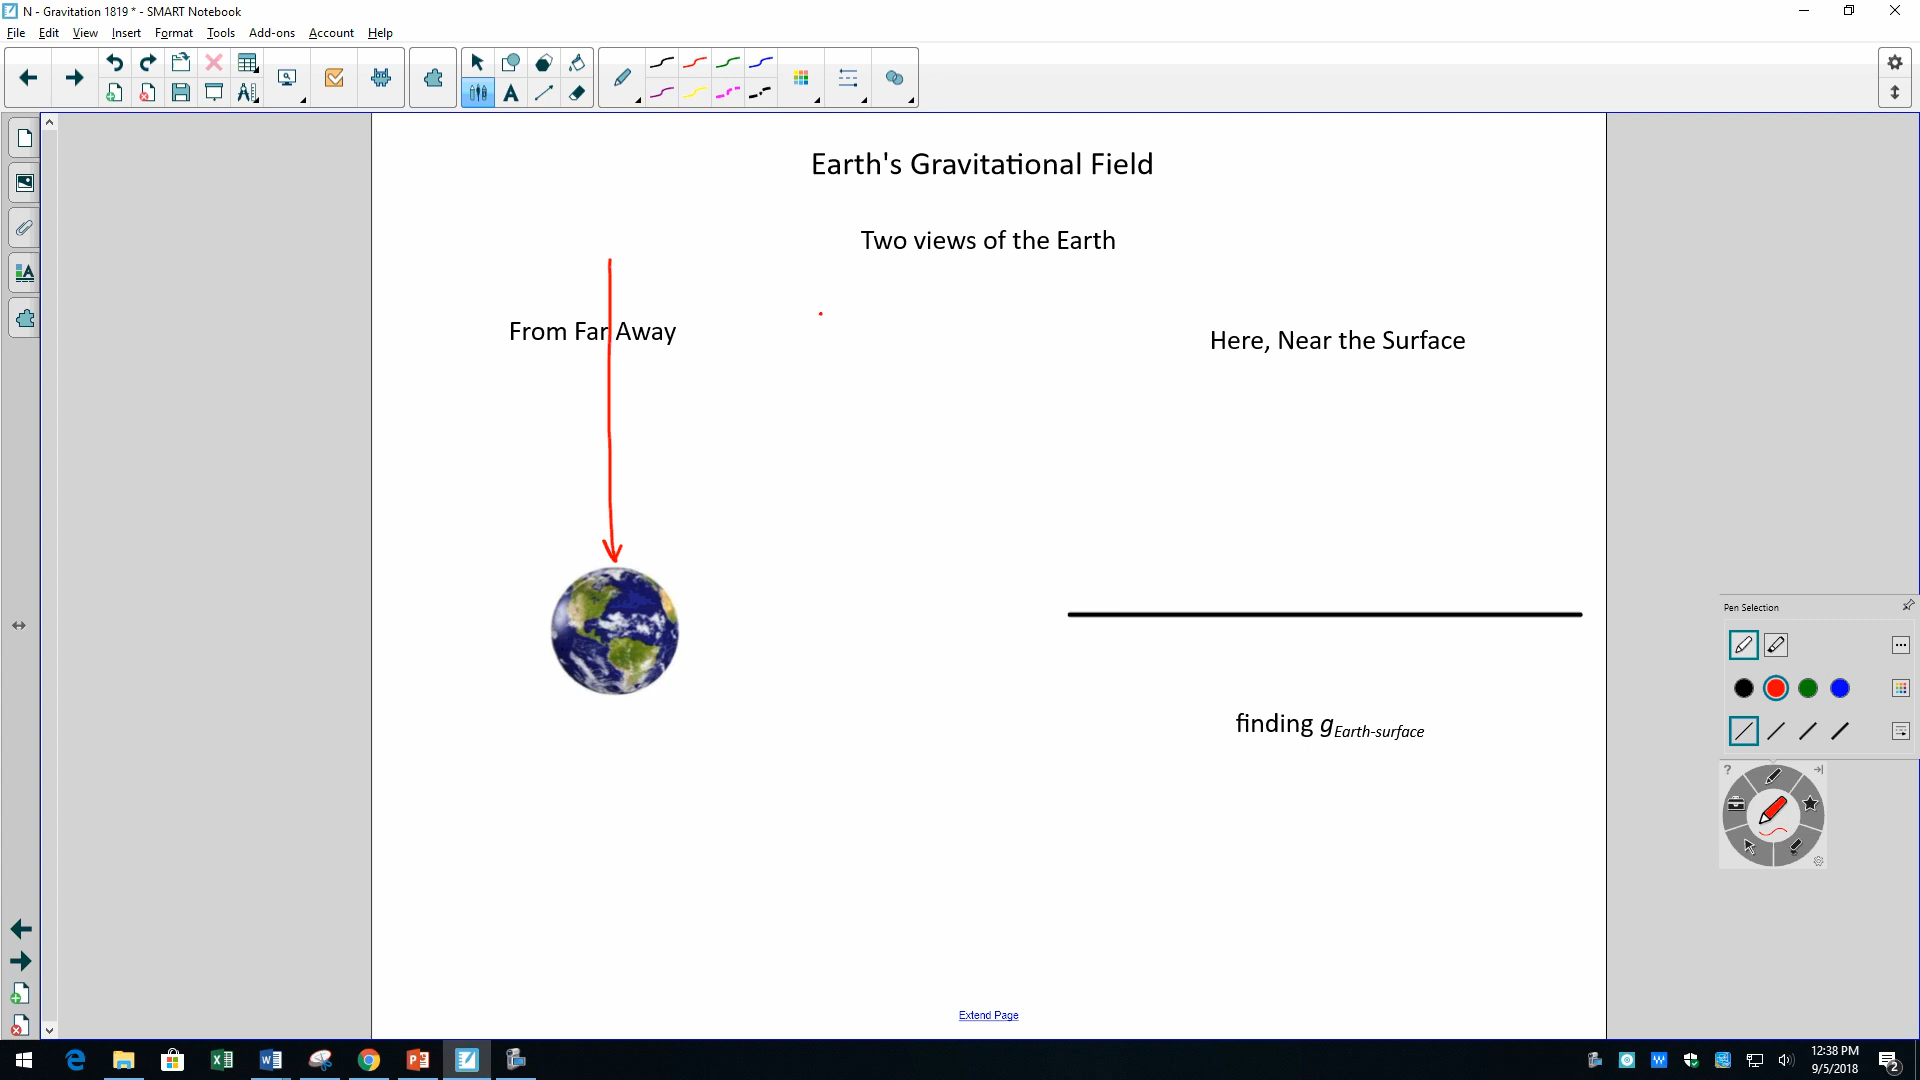 N - Gravitation 1819 * - SMART Notebook
File Edit View Insert Format Tools Add-ons Account Help
Earth's Gravitational Field
Two views of the Earth
From Far Away
Here, Near the Surface
finding gEarth-surface
Extend Page
Pen Selection
?
12:38 PM
9/5/2018
2